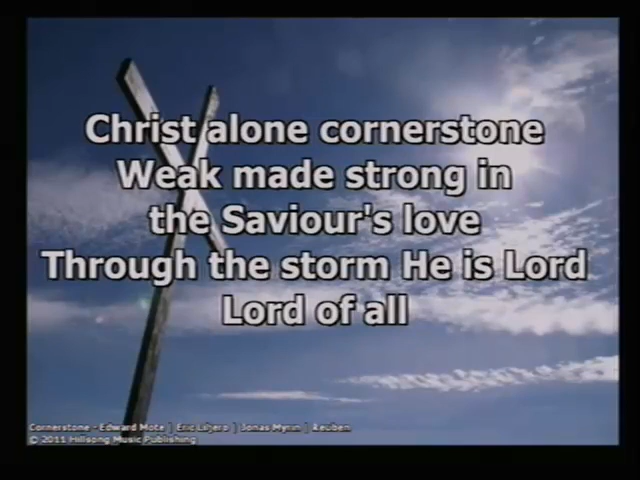 Christ alone cornerstone
Weak made strong in
the Saviour's love
Through the storm He is Lord
Lord of all
Cornerstone - Edward Mote | Eric Liljero | Jonas Myrin | Reuben
© 2011 Hillsong Music Publishing